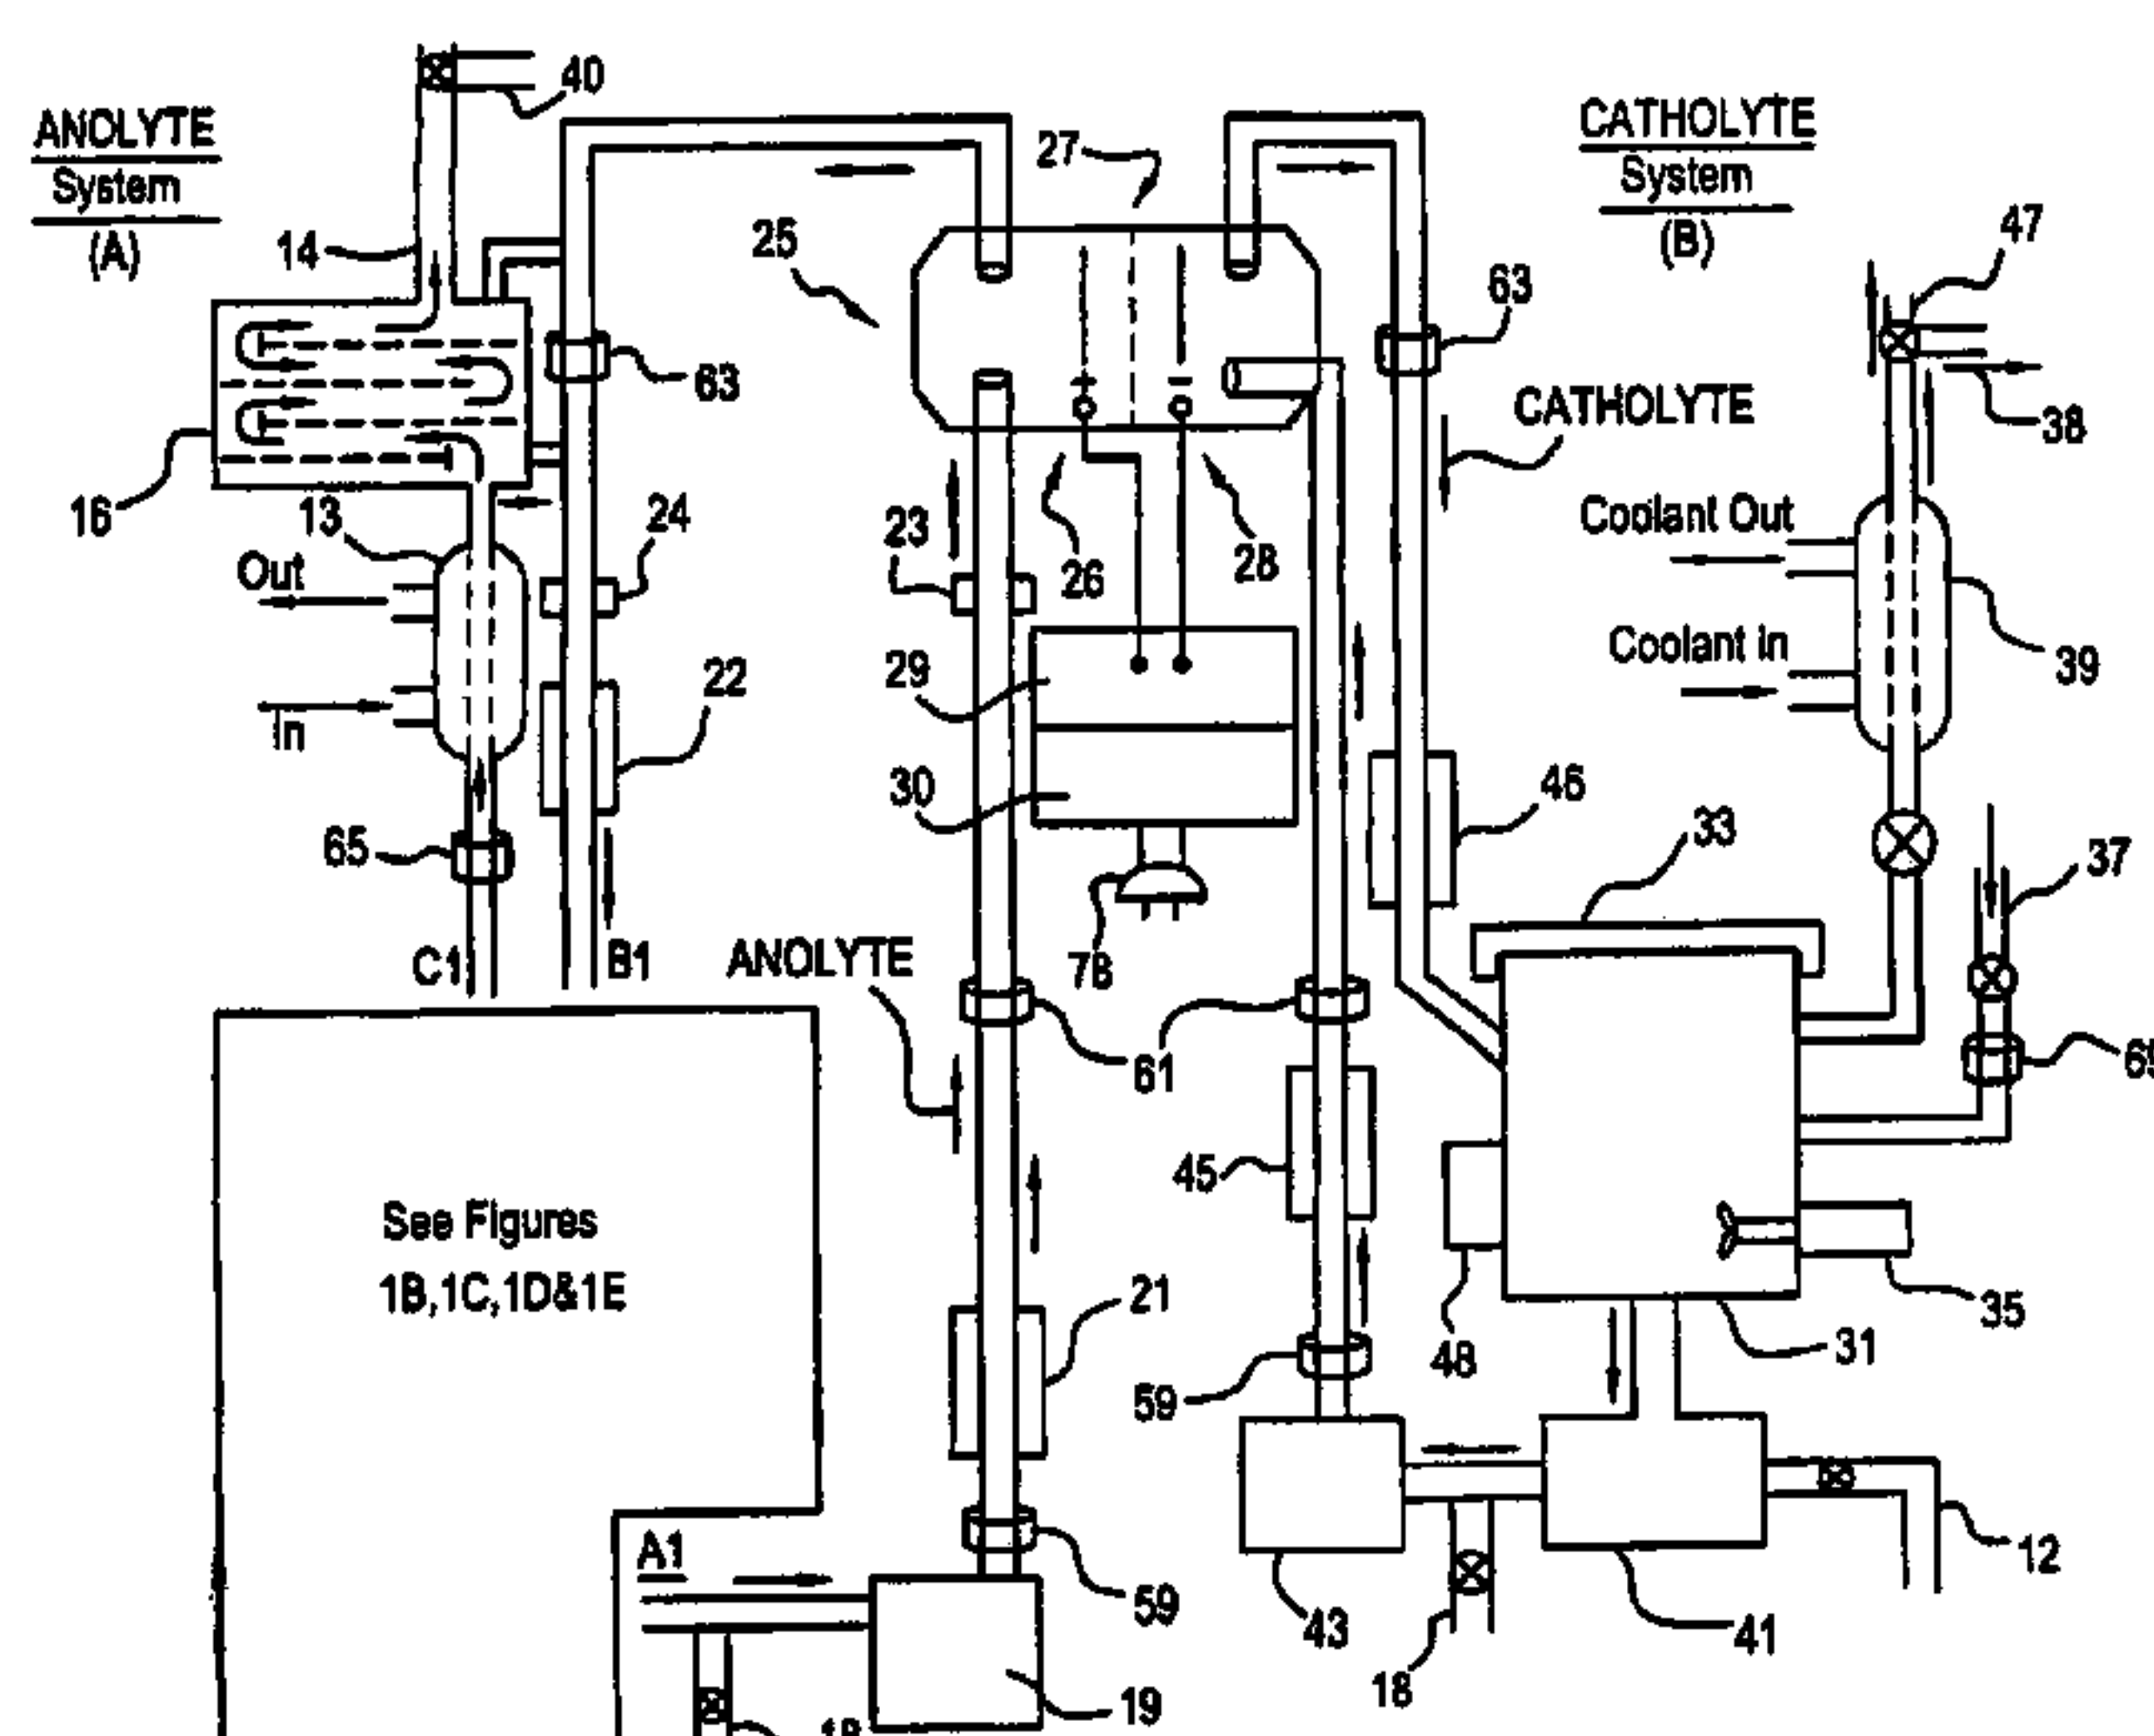 ANOLYTE
System
(A)
40
14
27
25
CATHOLYTE
System
(B)
47
63
63
38
CATHOLYTE
16
13
24
23
26
28
Coolant Out
Out
29
22
Coolant in
39
In
30
46
33
37
65
78
C1
B1
ANOLYTE
61
45
See Figures
1B,1C,1D&1E
21
48
35
31
59
A1
59
12
43
41
18
19